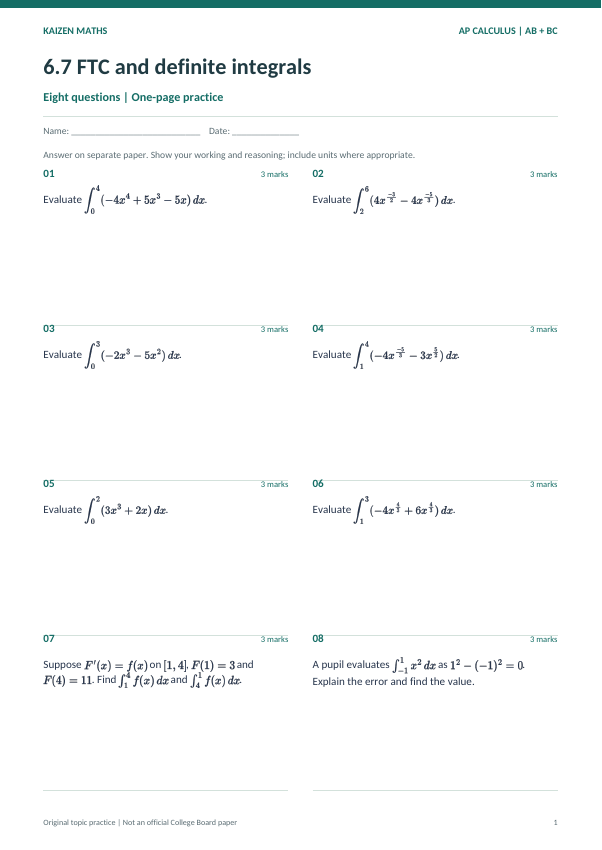 KAIZEN MATHS
AP CALCULUS | AB + BC
6.7 FTC and definite integrals
Eight questions | One-page practice
Name: ____________________________ Date: ______________
Answer on separate paper. Show your working and reasoning; include units where appropriate.
01 3 marks
Evaluate ∫₀⁴(−4x⁴ + 5x³ − 5x) dx.
02 3 marks
Evaluate ∫₂⁶(4x^(−3/2) − 4x^(−5/3)) dx.
03 3 marks
Evaluate ∫₀³(−2x³ − 5x²) dx.
04 3 marks
Evaluate ∫₁⁴(−4x^(−5/3) − 3x^(5/2)) dx.
05 3 marks
Evaluate ∫₀²(3x³ + 2x) dx.
06 3 marks
Evaluate ∫₁³(−4x^(4/3) + 6x^(4/3)) dx.
07 3 marks
Suppose F′(x) = f(x) on [1, 4]. F(1) = 3 and
F(4) = 11. Find ∫₁⁴ f(x) dx and ∫₄¹ f(x) dx.
08 3 marks
A pupil evaluates ∫₋₁¹ x² dx as 1² − (−1)² = 0.
Explain the error and find the value.
Original topic practice | Not an official College Board paper
1